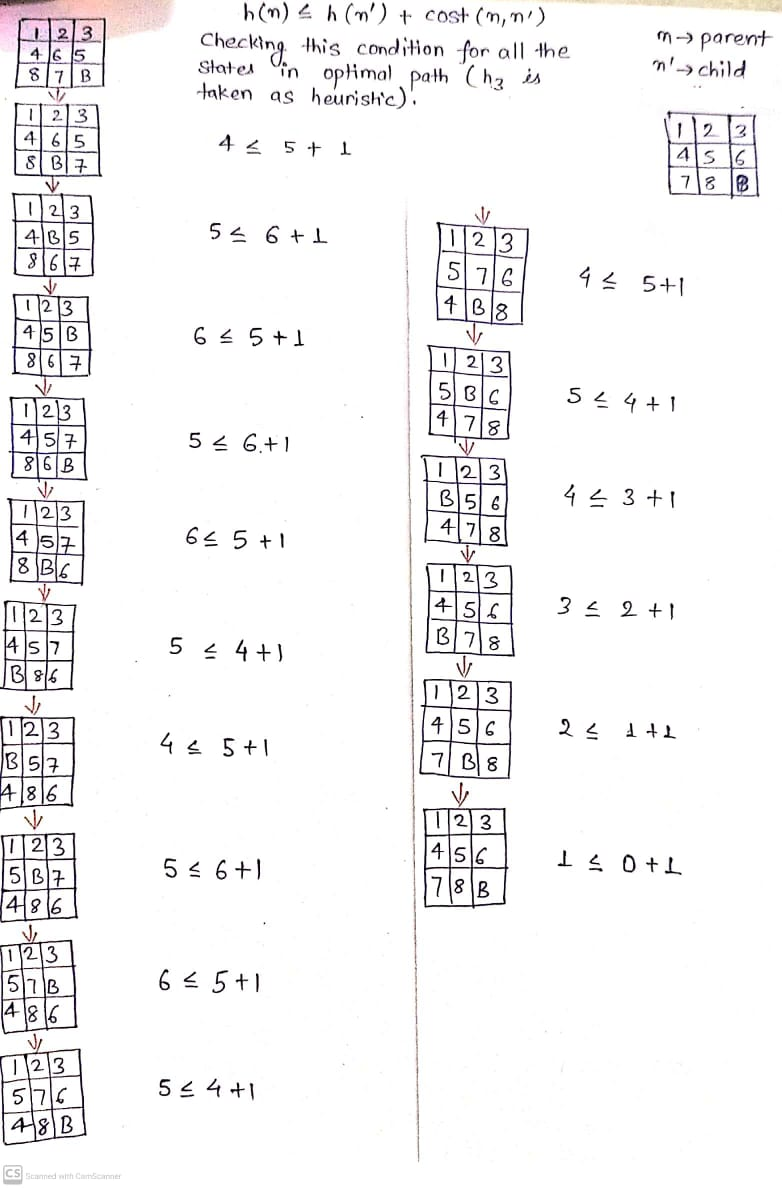 h(n) ≤ h(n') + cost(n,n')
Checking this condition for all the
states in optimal path (h3 is
taken as heuristic).
n → parent
n' → child
1 2 3
4 5 6
7 8 B
1 2 3
4 6 5
8 7 B
1 2 3
4 6 5
8 B 7
4 ≤ 5 + 1
1 2 3
4 B 5
8 6 7
5 ≤ 6 + 1
1 2 3
4 5 B
8 6 7
6 ≤ 5 + 1
1 2 3
4 5 7
8 6 B
5 ≤ 6 + 1
1 2 3
4 5 7
8 B 6
6 ≤ 5 + 1
1 2 3
4 5 7
B 8 6
5 ≤ 4 + 1
1 2 3
B 5 7
4 8 6
4 ≤ 5 + 1
1 2 3
5 B 7
4 8 6
5 ≤ 6 + 1
1 2 3
5 7 B
4 8 6
6 ≤ 5 + 1
1 2 3
5 7 6
4 8 B
5 ≤ 4 + 1
1 2 3
5 7 6
4 B 8
4 ≤ 5 + 1
1 2 3
5 B 6
4 7 8
5 ≤ 4 + 1
1 2 3
B 5 6
4 7 8
4 ≤ 3 + 1
1 2 3
4 5 6
B 7 8
3 ≤ 2 + 1
1 2 3
4 5 6
7 B 8
2 ≤ 1 + 1
1 2 3
4 5 6
7 8 B
1 ≤ 0 + 1
CS Scanned with CamScanner